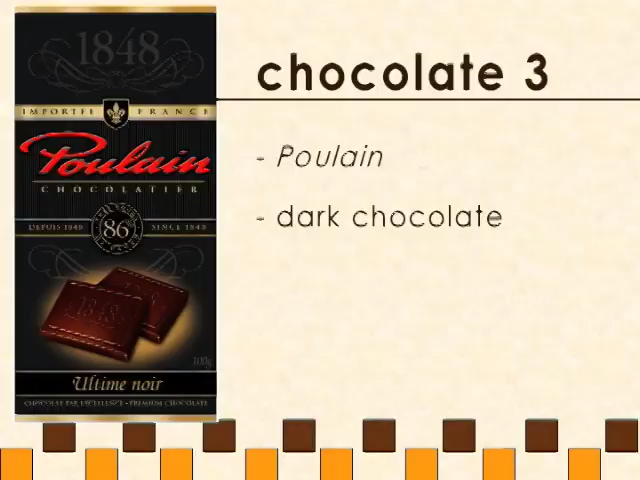 1848
IMPORTÉE FRANCE
Poulain
CHOCOLATIER
DEPUIS 1848 86% SINCE 1848
1848
100g
Ultime noir
CHOCOLAT PAR EXCELLENCE - PREMIUM CHOCOLATE
chocolate 3
- Poulain
- dark chocolate